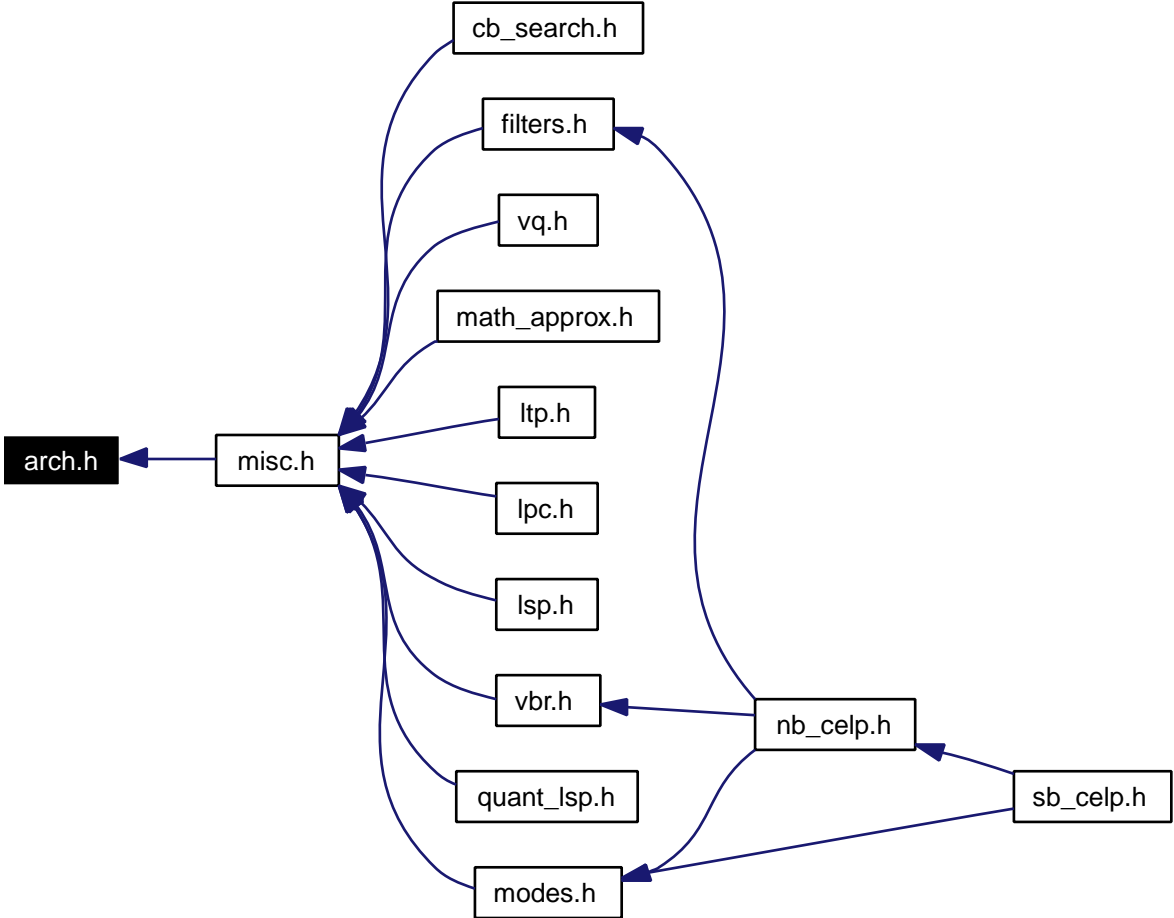 cb_search.h
filters.h
vq.h
math_approx.h
ltp.h
arch.h
misc.h
lpc.h
lsp.h
vbr.h
nb_celp.h
quant_lsp.h
sb_celp.h
modes.h